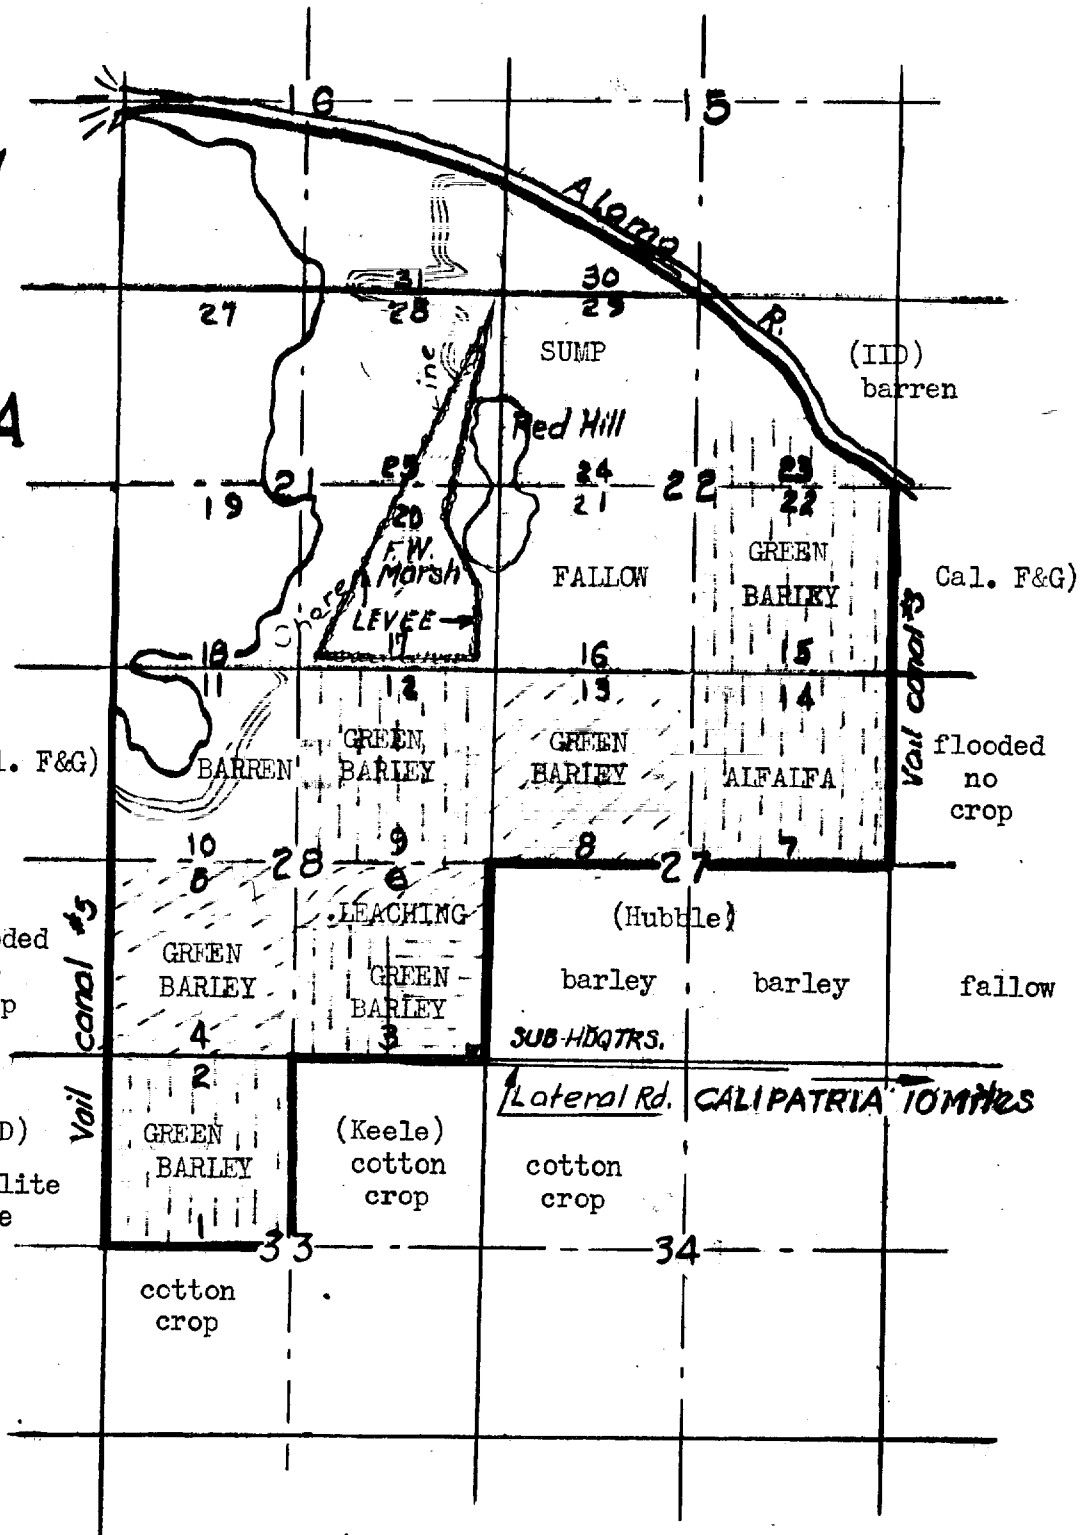 16
15
Alamo
R.
31
30
27
28
29
SUMP
(IID)
barren
Red Hill
25
24
23
21
22
19
20
21
22
F.W.
Marsh
LEVEE
GREEN
BARLEY
FALLOW
Cal. F&G)
Shore
Line
18
17
16
15
11
12
13
14
Vail canal #3
GREEN
BARLEY
GREEN
BARLEY
ALFALFA
BARREN
F&G)
flooded
no
crop
10
9
8
7
28
27
5
6
LEACHING
GREEN
BARLEY
GREEN
BARLEY
(Hubble)
barley
barley
fallow
Vail canal #5
4
3
SUB-HDQTRS.
Lateral Rd.
CALIPATRIA 10 Miles
2
GREEN
BARLEY
1
(Keele)
cotton
crop
cotton
crop
33
34
cotton
crop